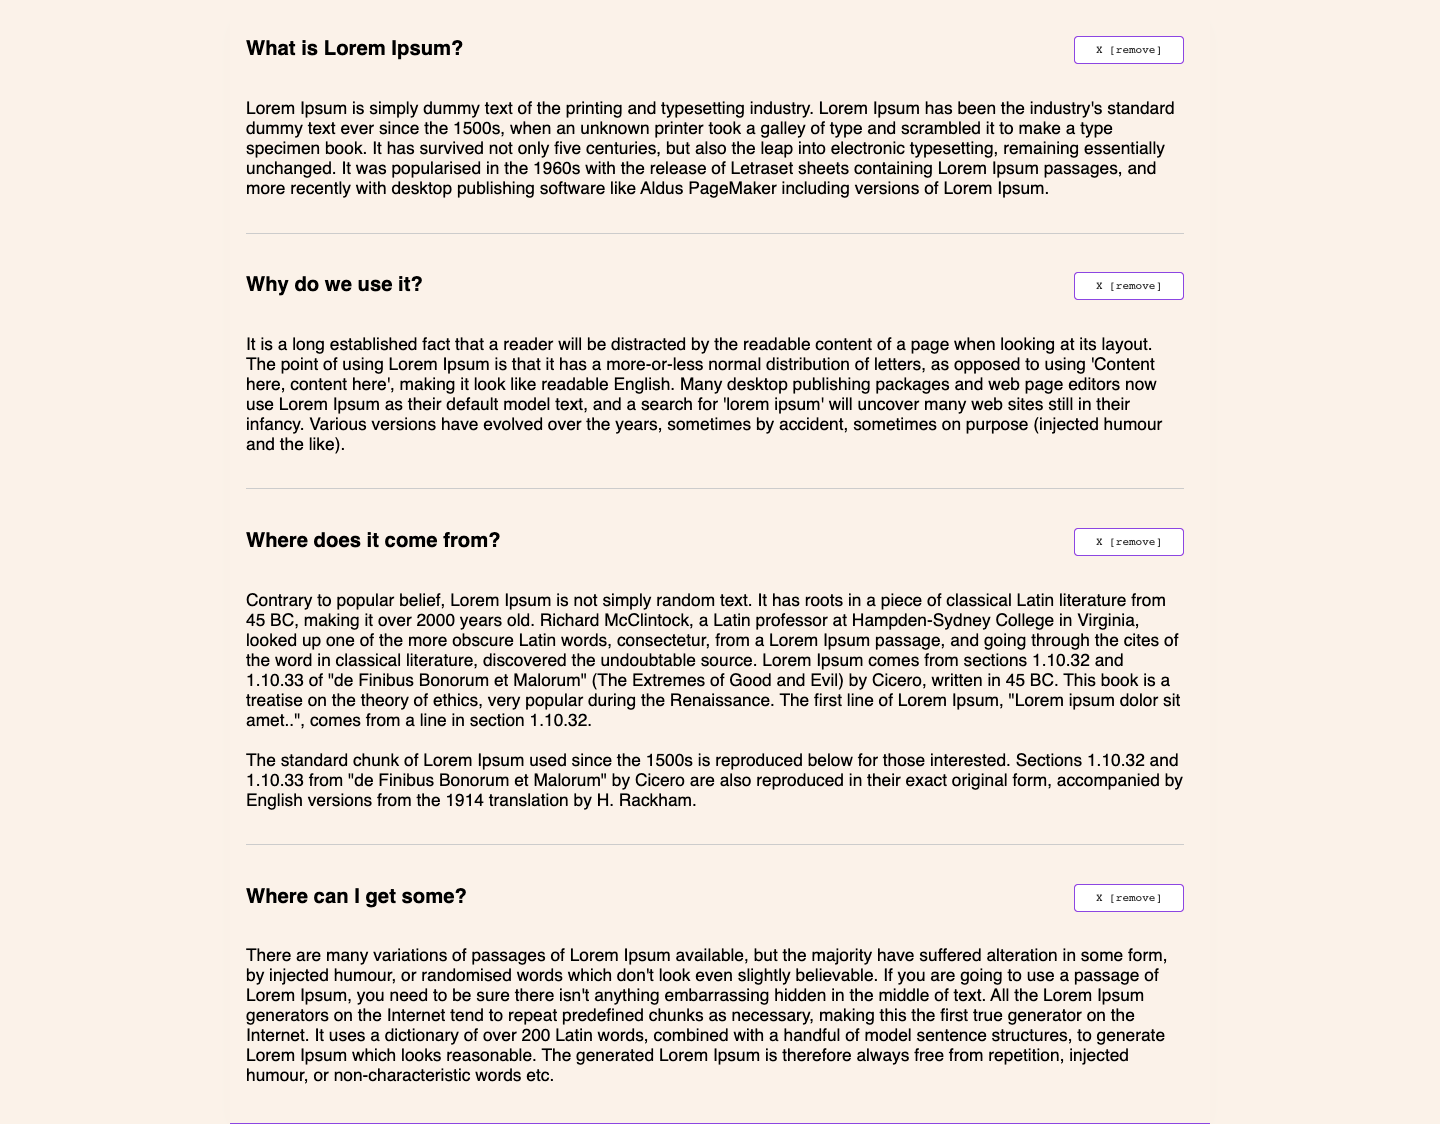 What is Lorem Ipsum?
X [remove]
Lorem Ipsum is simply dummy text of the printing and typesetting industry. Lorem Ipsum has been the industry's standard
dummy text ever since the 1500s, when an unknown printer took a galley of type and scrambled it to make a type
specimen book. It has survived not only five centuries, but also the leap into electronic typesetting, remaining essentially
unchanged. It was popularised in the 1960s with the release of Letraset sheets containing Lorem Ipsum passages, and
more recently with desktop publishing software like Aldus PageMaker including versions of Lorem Ipsum.
Why do we use it?
X [remove]
It is a long established fact that a reader will be distracted by the readable content of a page when looking at its layout.
The point of using Lorem Ipsum is that it has a more-or-less normal distribution of letters, as opposed to using 'Content
here, content here', making it look like readable English. Many desktop publishing packages and web page editors now
use Lorem Ipsum as their default model text, and a search for 'lorem ipsum' will uncover many web sites still in their
infancy. Various versions have evolved over the years, sometimes by accident, sometimes on purpose (injected humour
and the like).
Where does it come from?
X [remove]
Contrary to popular belief, Lorem Ipsum is not simply random text. It has roots in a piece of classical Latin literature from
45 BC, making it over 2000 years old. Richard McClintock, a Latin professor at Hampden-Sydney College in Virginia,
looked up one of the more obscure Latin words, consectetur, from a Lorem Ipsum passage, and going through the cites of
the word in classical literature, discovered the undoubtable source. Lorem Ipsum comes from sections 1.10.32 and
1.10.33 of "de Finibus Bonorum et Malorum" (The Extremes of Good and Evil) by Cicero, written in 45 BC. This book is a
treatise on the theory of ethics, very popular during the Renaissance. The first line of Lorem Ipsum, "Lorem ipsum dolor sit
amet..", comes from a line in section 1.10.32.
The standard chunk of Lorem Ipsum used since the 1500s is reproduced below for those interested. Sections 1.10.32 and
1.10.33 from "de Finibus Bonorum et Malorum" by Cicero are also reproduced in their exact original form, accompanied by
English versions from the 1914 translation by H. Rackham.
Where can I get some?
X [remove]
There are many variations of passages of Lorem Ipsum available, but the majority have suffered alteration in some form,
by injected humour, or randomised words which don't look even slightly believable. If you are going to use a passage of
Lorem Ipsum, you need to be sure there isn't anything embarrassing hidden in the middle of text. All the Lorem Ipsum
generators on the Internet tend to repeat predefined chunks as necessary, making this the first true generator on the
Internet. It uses a dictionary of over 200 Latin words, combined with a handful of model sentence structures, to generate
Lorem Ipsum which looks reasonable. The generated Lorem Ipsum is therefore always free from repetition, injected
humour, or non-characteristic words etc.